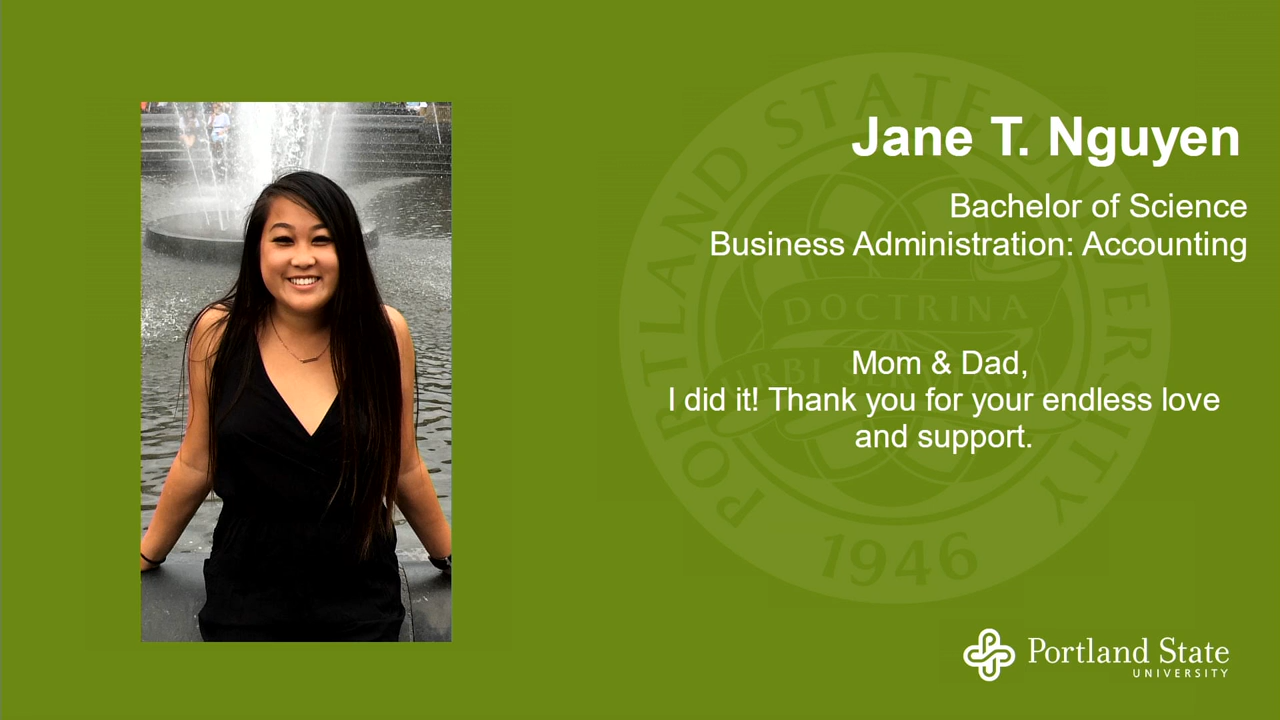 Jane T. Nguyen
Bachelor of Science
Business Administration: Accounting
Mom & Dad,
I did it! Thank you for your endless love
and support.
PORTLAND STATE UNIVERSITY
DOCTRINA
URBI SERVIAT
1946
Portland State
UNIVERSITY